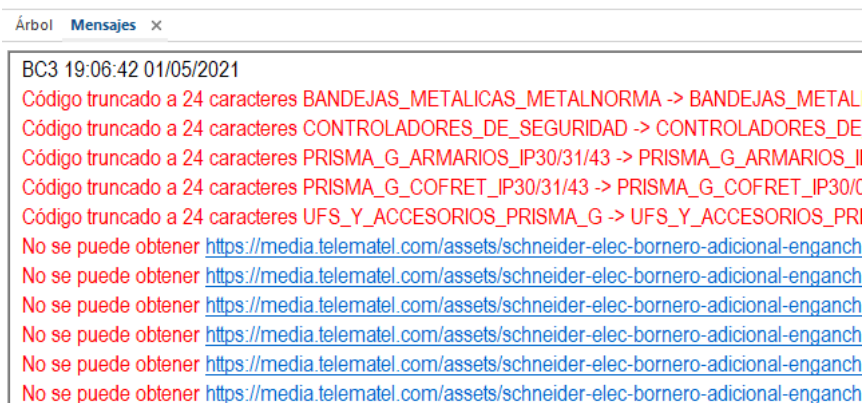 Árbol Mensajes ×
BC3 19:06:42 01/05/2021
Código truncado a 24 caracteres BANDEJAS_METALICAS_METALNORMA -> BANDEJAS_METAL
Código truncado a 24 caracteres CONTROLADORES_DE_SEGURIDAD -> CONTROLADORES_DE
Código truncado a 24 caracteres PRISMA_G_ARMARIOS_IP30/31/43 -> PRISMA_G_ARMARIOS_I
Código truncado a 24 caracteres PRISMA_G_COFRET_IP30/31/43 -> PRISMA_G_COFRET_IP30/
Código truncado a 24 caracteres UFS_Y_ACCESORIOS_PRISMA_G -> UFS_Y_ACCESORIOS_PRI
No se puede obtener https://media.telematel.com/assets/schneider-elec-bornero-adicional-enganch
No se puede obtener https://media.telematel.com/assets/schneider-elec-bornero-adicional-enganch
No se puede obtener https://media.telematel.com/assets/schneider-elec-bornero-adicional-enganch
No se puede obtener https://media.telematel.com/assets/schneider-elec-bornero-adicional-enganch
No se puede obtener https://media.telematel.com/assets/schneider-elec-bornero-adicional-enganch
No se puede obtener https://media.telematel.com/assets/schneider-elec-bornero-adicional-enganch